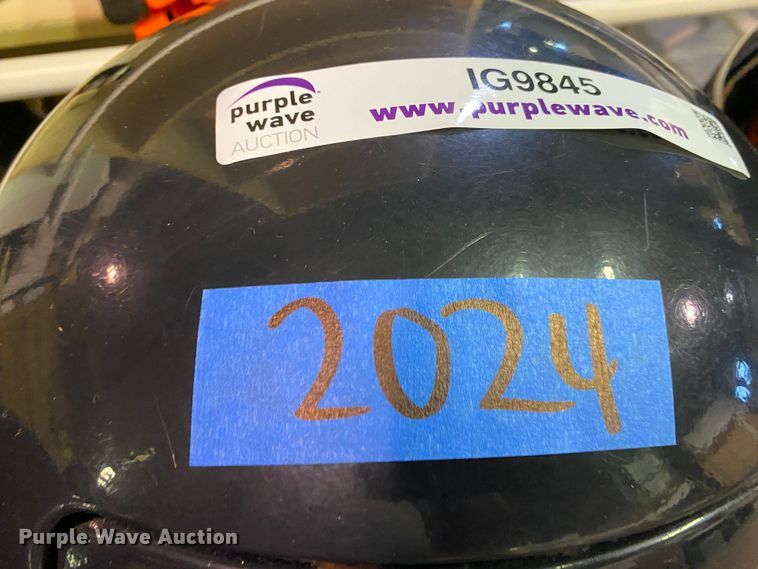 purple
wave
AUCTION
IG9845
www.purplewave.com
2024
Purple Wave Auction